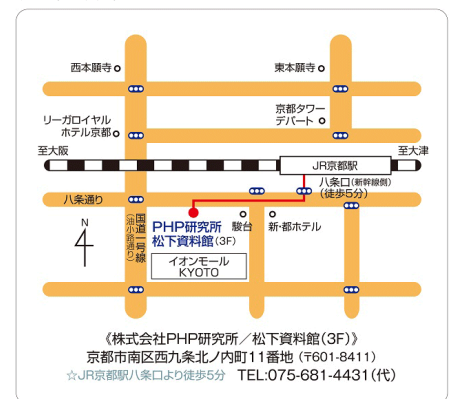 西本願寺
東本願寺
京都タワー
デパート
リーガロイヤル
ホテル京都
至大阪
JR京都駅
至大津
八条口(新幹線側)
(徒歩5分)
八条通り
N
国道一号線
(油小路通り)
PHP研究所
松下資料館(3F)
駿台
新・都ホテル
イオンモール
KYOTO
《株式会社PHP研究所/松下資料館(3F)》
京都市南区西九条北ノ内町11番地(〒601-8411)
☆JR京都駅八条口より徒歩5分 TEL:075-681-4431(代)